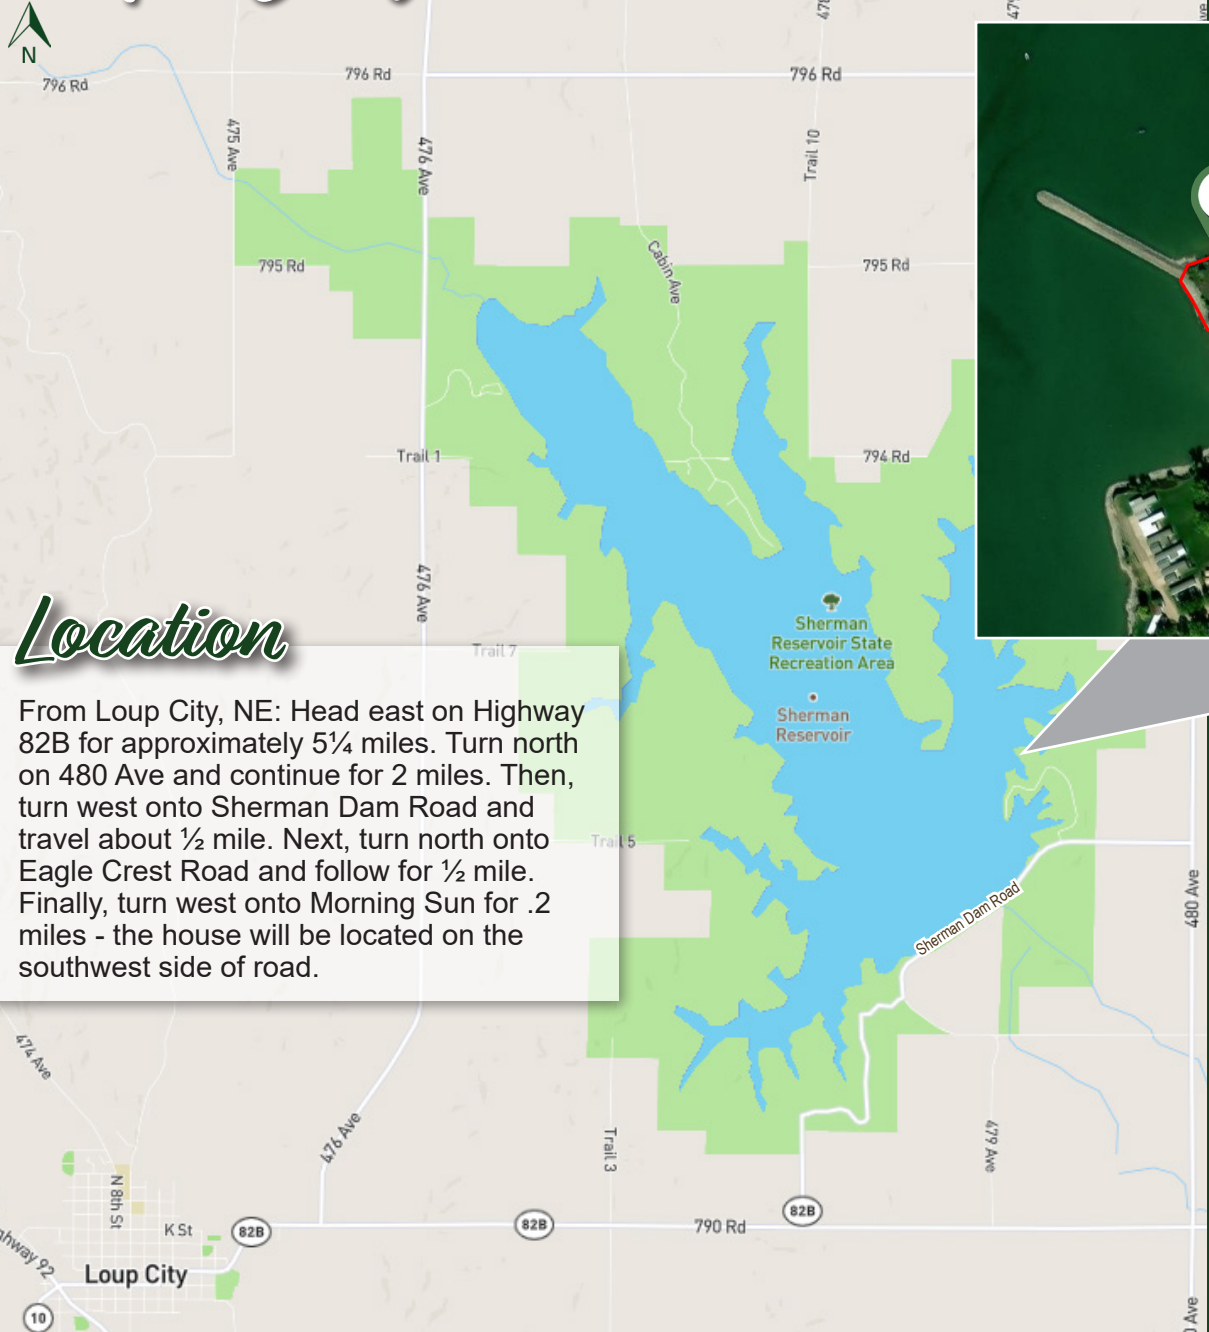 N
796 Rd
796 Rd
796 Rd
475 Ave
476 Ave
Trail 10
795 Rd
Cabin Ave
795 Rd
Trail 1
794 Rd
476 Ave
Location
Trail 7
Sherman
Reservoir State
Recreation Area
Sherman
Reservoir
From Loup City, NE: Head east on Highway
82B for approximately 5¼ miles. Turn north
on 480 Ave and continue for 2 miles. Then,
turn west onto Sherman Dam Road and
travel about ½ mile. Next, turn north onto
Eagle Crest Road and follow for ½ mile.
Finally, turn west onto Morning Sun for .2
miles - the house will be located on the
southwest side of road.
Trail 5
480 Ave
Sherman Dam Road
474 Ave
476 Ave
Trail 3
479 Ave
N 8th St
K St
82B
82B
790 Rd
82B
Loup City
10